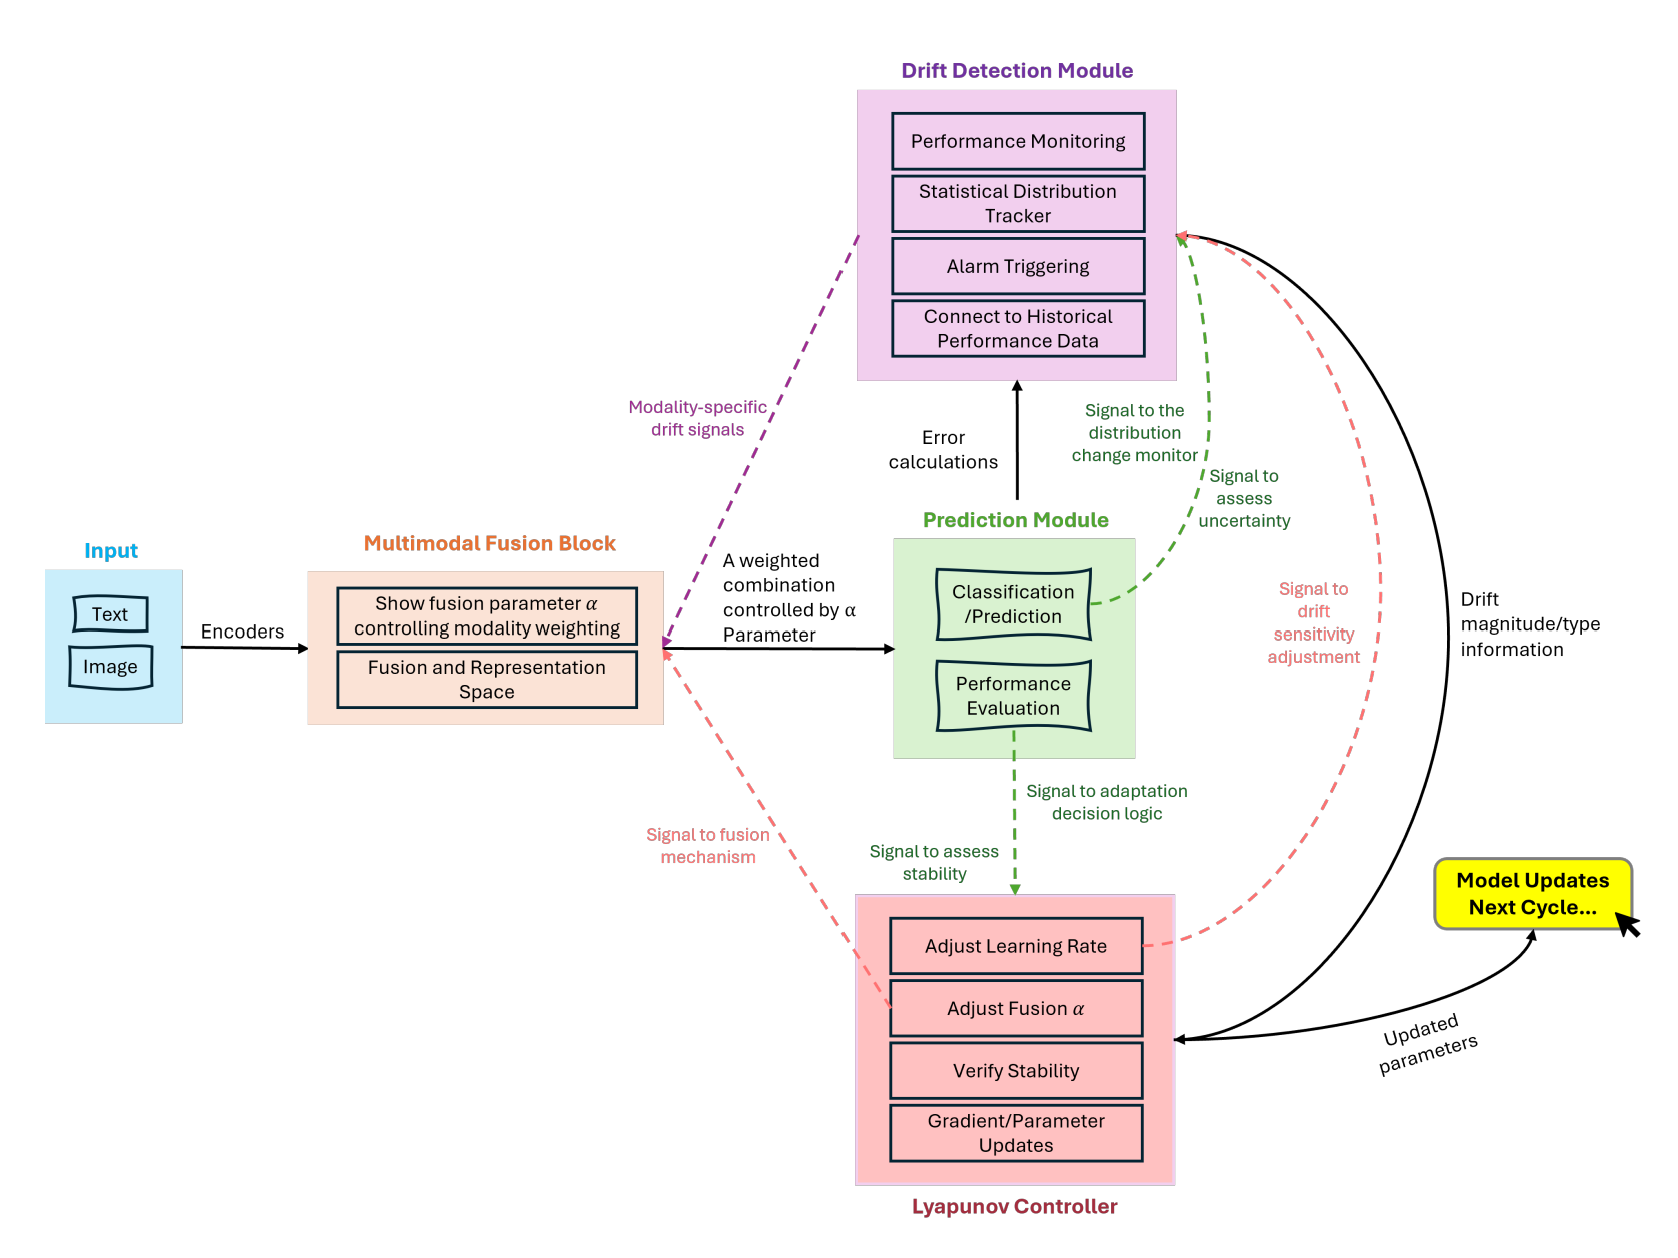 Drift Detection Module
Performance Monitoring
Statistical Distribution
Tracker
Alarm Triggering
Connect to Historical
Performance Data
Modality-specific
drift signals
Error
calculations
Signal to the
distribution
change monitor
Signal to
assess
uncertainty
Input
Text
Image
Encoders
Multimodal Fusion Block
Show fusion parameter α
controlling modality weighting
Fusion and Representation
Space
A weighted
combination
controlled by α
Parameter
Prediction Module
Classification
/Prediction
Performance
Evaluation
Signal to
drift
sensitivity
adjustment
Drift
magnitude/type
information
Signal to adaptation
decision logic
Signal to fusion
mechanism
Signal to assess
stability
Model Updates
Next Cycle...
Updated
parameters
Adjust Learning Rate
Adjust Fusion α
Verify Stability
Gradient/Parameter
Updates
Lyapunov Controller